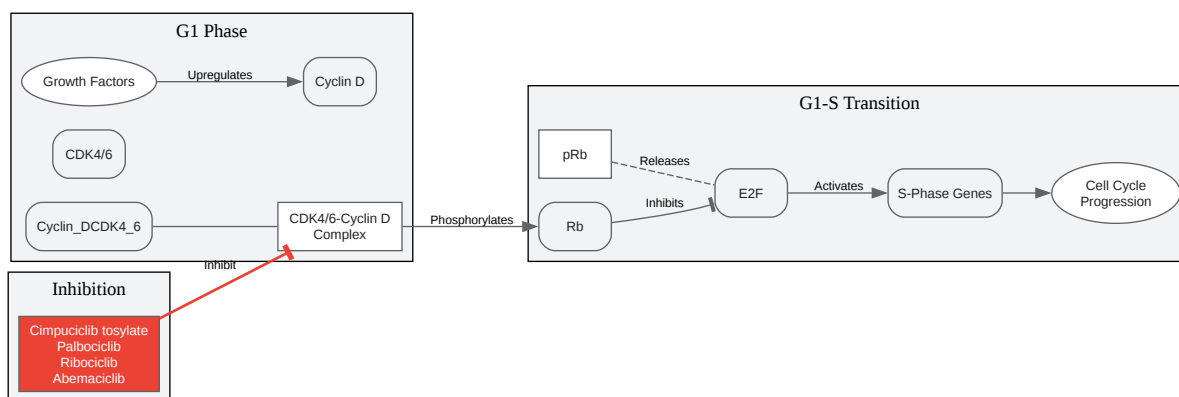 G1 Phase
Growth Factors
Upregulates
Cyclin D
CDK4/6
Cyclin_DCDK4_6
CDK4/6-Cyclin D
Complex
Phosphorylates
Inhibit
Inhibition
Cimpuciclib tosylate
Palbociclib
Ribociclib
Abemaciclib
G1-S Transition
pRb
Releases
Rb
Inhibits
E2F
Activates
S-Phase Genes
Cell Cycle
Progression